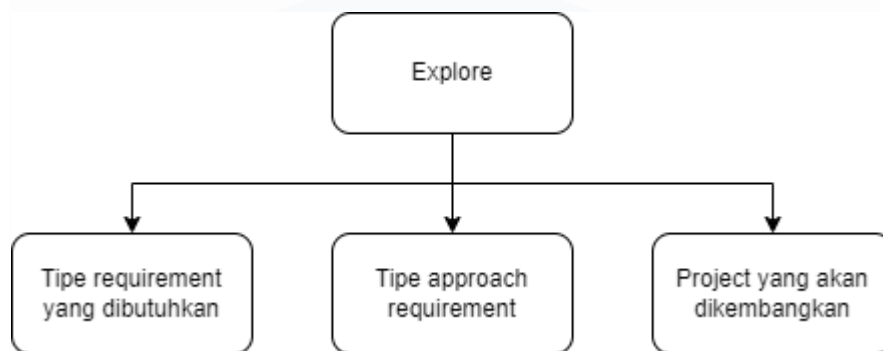 Explore
Tipe requirement
yang dibutuhkan
Tipe approach
requirement
Project yang akan
dikembangkan